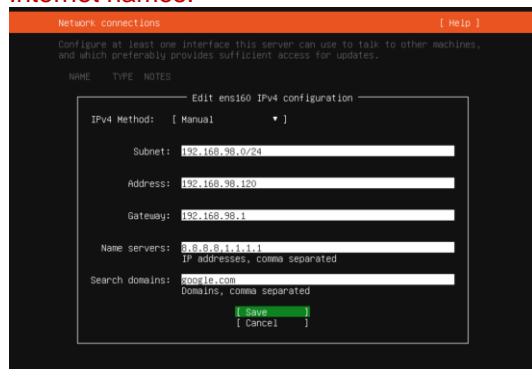 internet names.
Network connections [ Help ]
Configure at least one interface this server can use to talk to other machines,
and which preferably provides sufficient access for updates.
NAME TYPE NOTES
Edit ens160 IPv4 configuration
IPv4 Method: [ Manual ▾ ]
Subnet: 192.168.98.0/24
Address: 192.168.98.120
Gateway: 192.168.98.1
Name servers: 8.8.8.8,1.1.1.1
IP addresses, comma separated
Search domains: google.com
Domains, comma separated
[ Save ]
[ Cancel ]